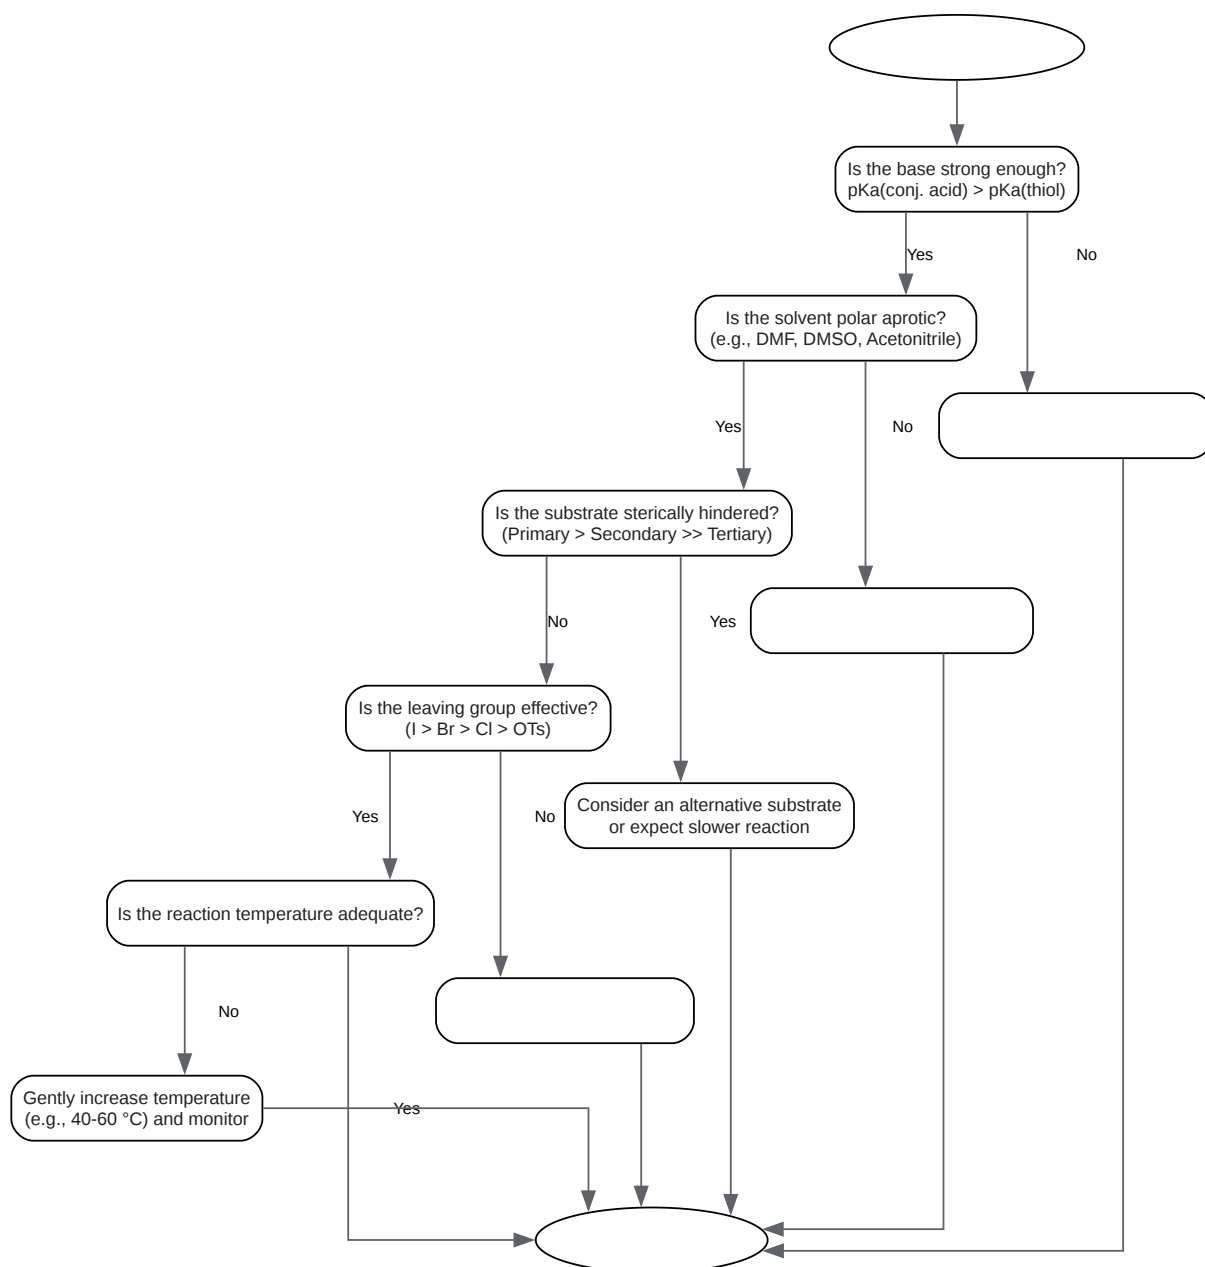 Is the base strong enough?
pKa(conj. acid) > pKa(thiol)
Yes
No
Is the solvent polar aprotic?
(e.g., DMF, DMSO, Acetonitrile)
Yes
No
Is the substrate sterically hindered?
(Primary > Secondary >> Tertiary)
No
Yes
Is the leaving group effective?
(I > Br > Cl > OTs)
Yes
No
Consider an alternative substrate
or expect slower reaction
Is the reaction temperature adequate?
No
Gently increase temperature
(e.g., 40-60 °C) and monitor
Yes